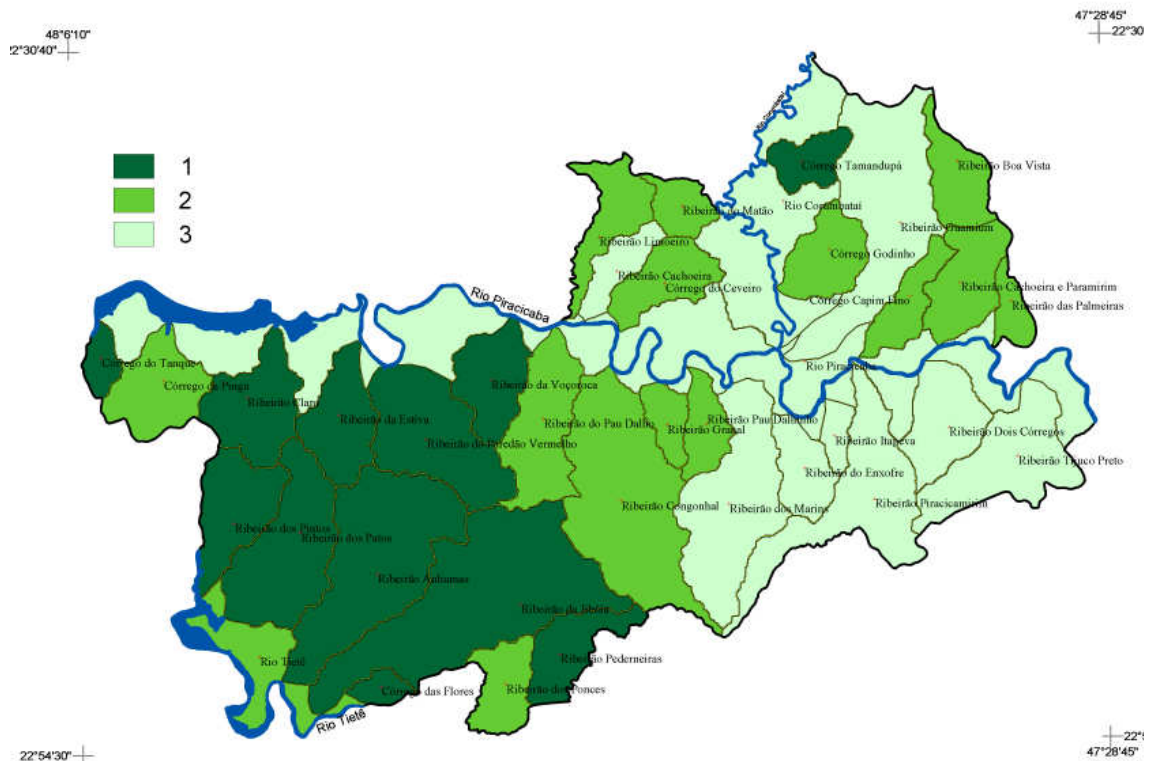 48°6'10"
22°30'40"
47°28'45"
22°30
1
2
3
Córrego Tamandupá
Ribeirão Boa Vista
Rio Corumbataí
Ribeirão do Matão
Ribeirão Guamium
Ribeirão Limoeiro
Córrego Godinho
Ribeirão Cachoeira
Córrego do Ceveiro
Ribeirão Cachoeira e Paramirim
Córrego Capim Fino
Ribeirão das Palmeiras
Rio Piracicaba
Córrego do Tanque
Rio Piracicaba
Córrego da Pinga
Ribeirão da Voçoroca
Ribeirão Claro
Ribeirão da Estiva
Ribeirão do Pau Dalho
Ribeirão Granal
Ribeirão Pau Dalhinho
Ribeirão Dois Córregos
Ribeirão do Paredão Vermelho
Ribeirão Itapeva
Ribeirão Tijuco Preto
Ribeirão do Enxofre
Ribeirão Congonhal
Ribeirão dos Marins
Ribeirão Piracicamirim
Ribeirão dos Pintos
Ribeirão dos Patos
Ribeirão Anhumas
Ribeirão da Jibóia
Rio Tietê
Ribeirão Pederneiras
Córrego das Flores
Ribeirão dos Ponces
Rio Tietê
22°54'30"
47°28'45"